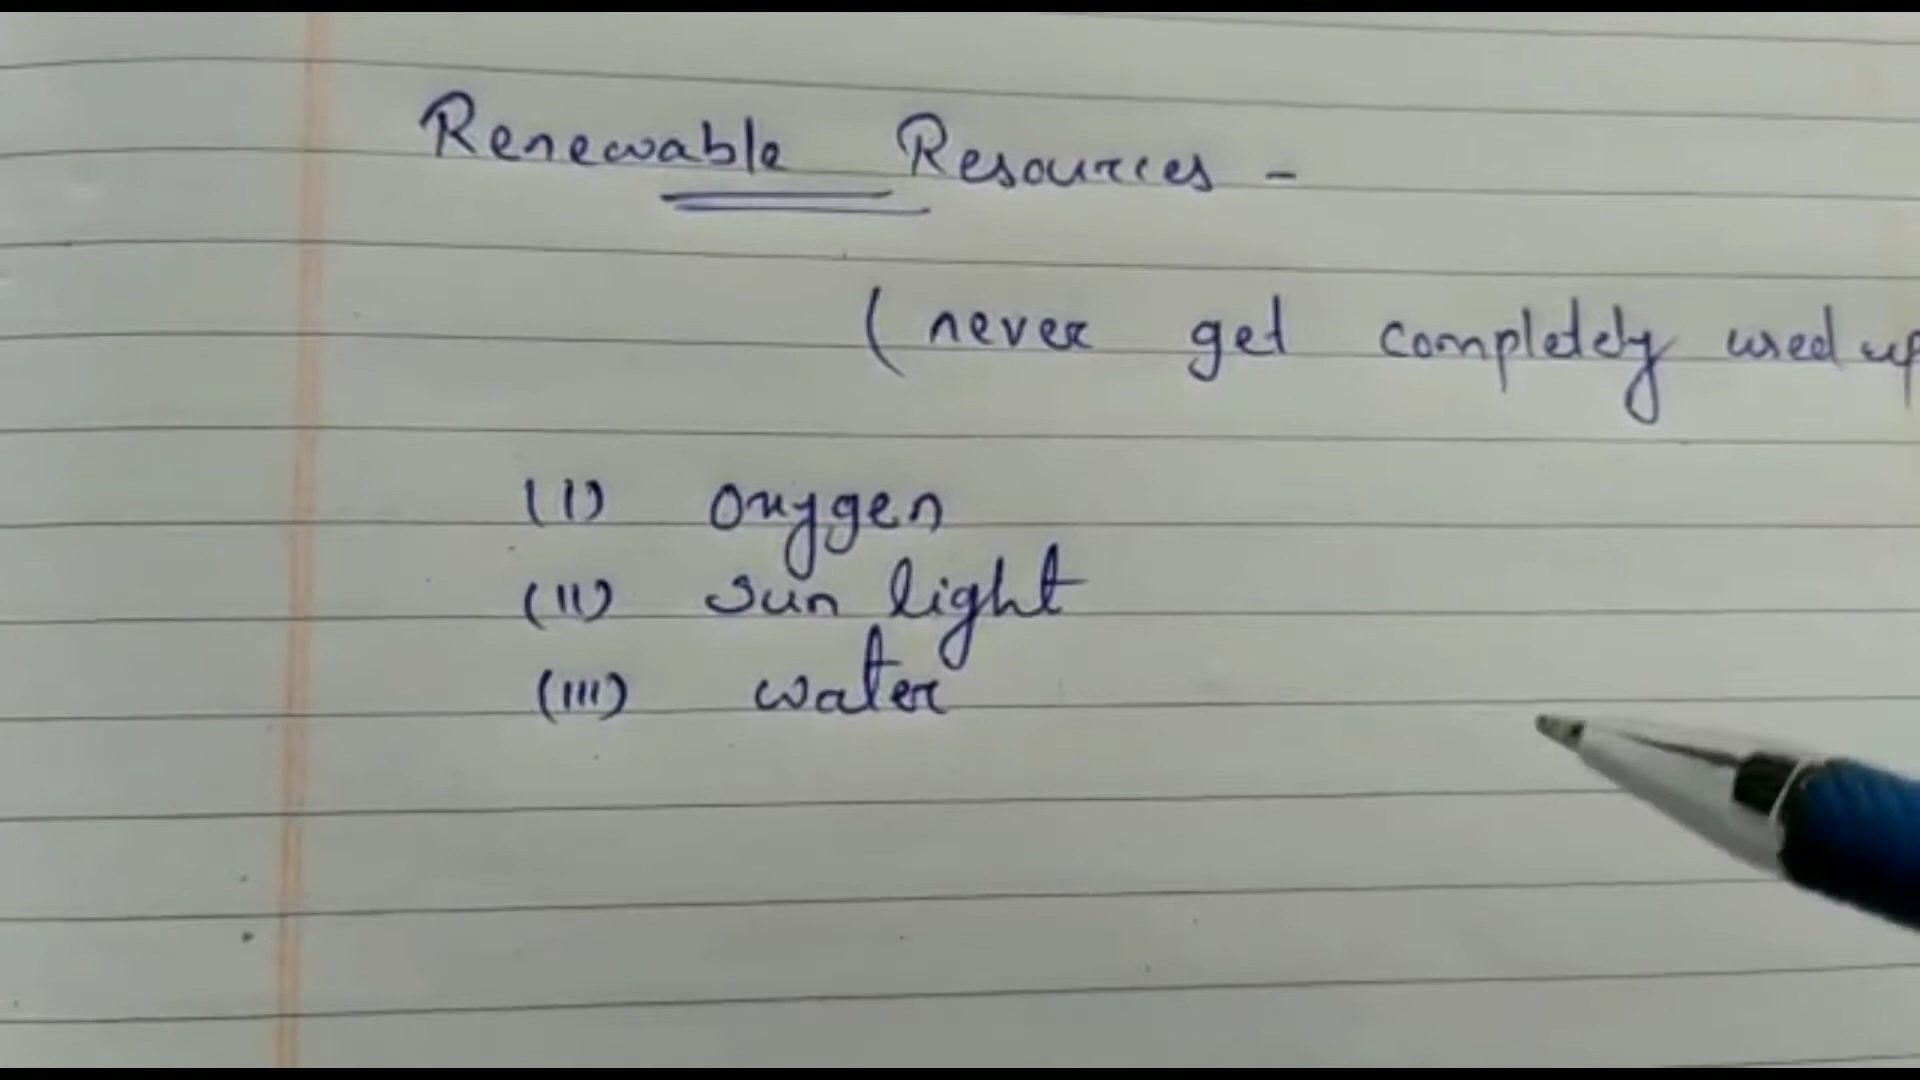 Renewable Resources -
(never get completely used up
(I) oxygen
(II) sun light
(III) water